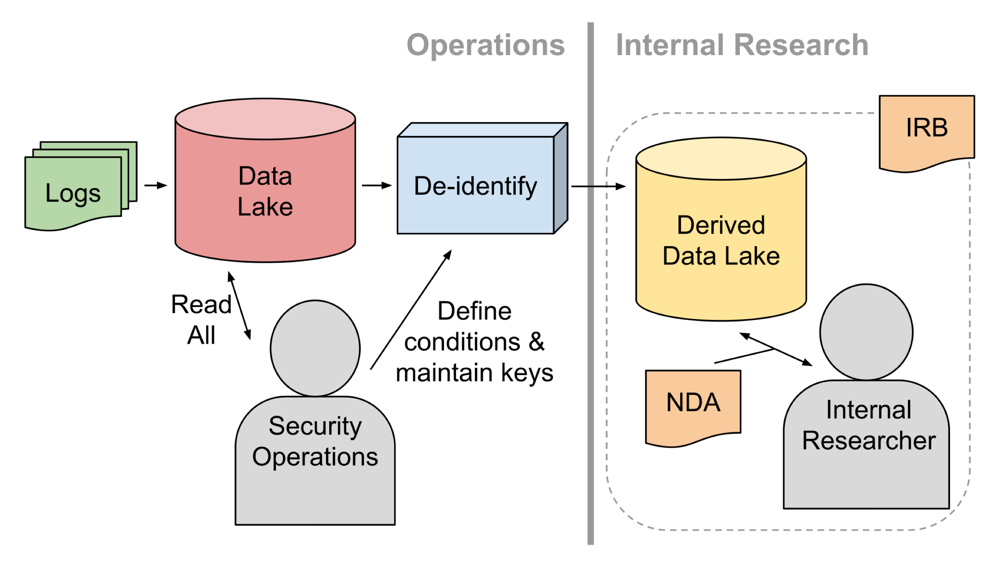 Operations
Internal Research
Logs
Data
Lake
De-identify
IRB
Derived
Data Lake
Read
All
Define
conditions &
maintain keys
Security
Operations
NDA
Internal
Researcher